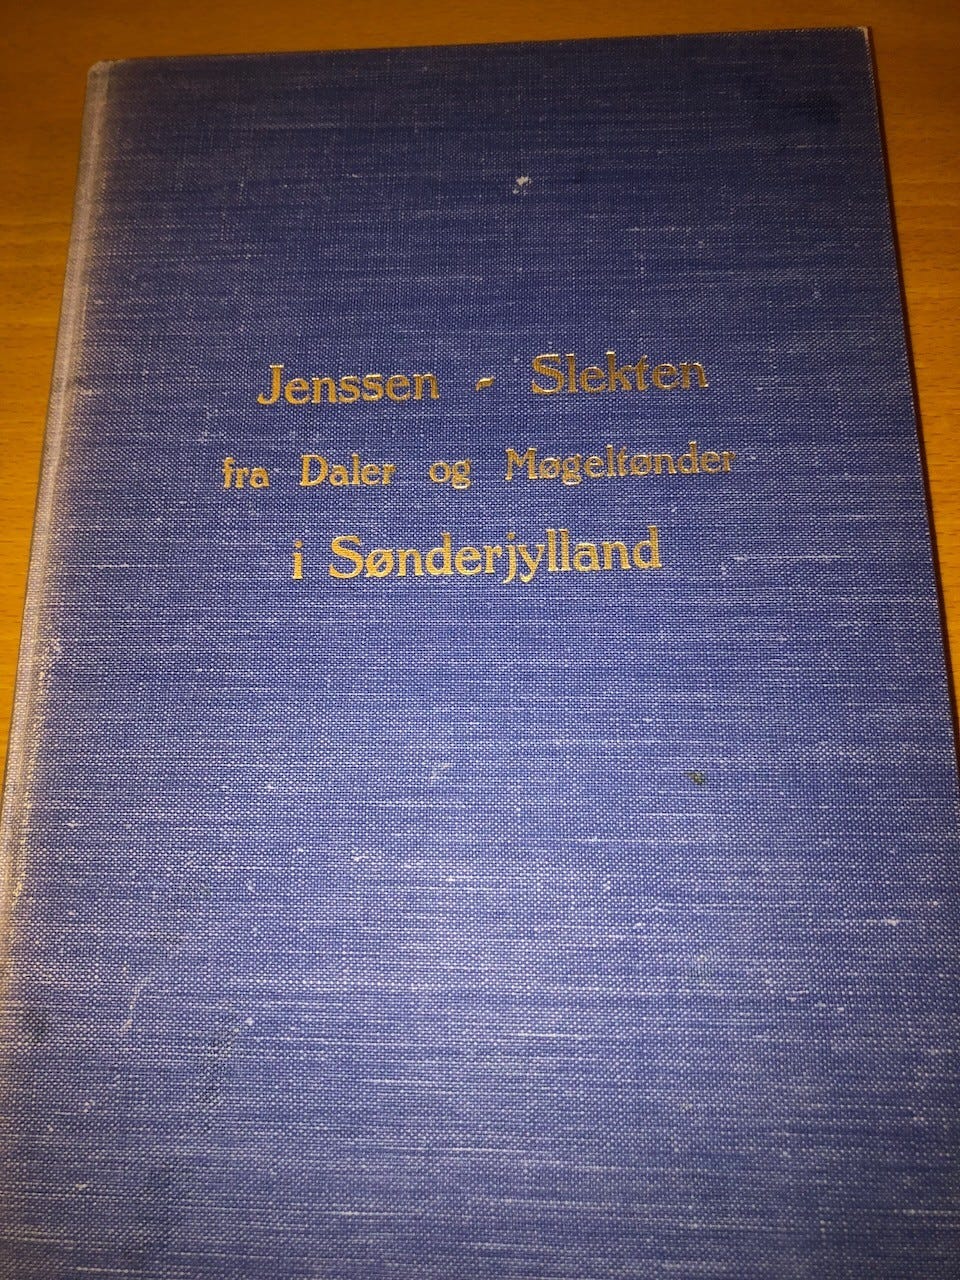 Jenssen - Slekten
fra Daler og Møgeltønder
i Sønderjylland